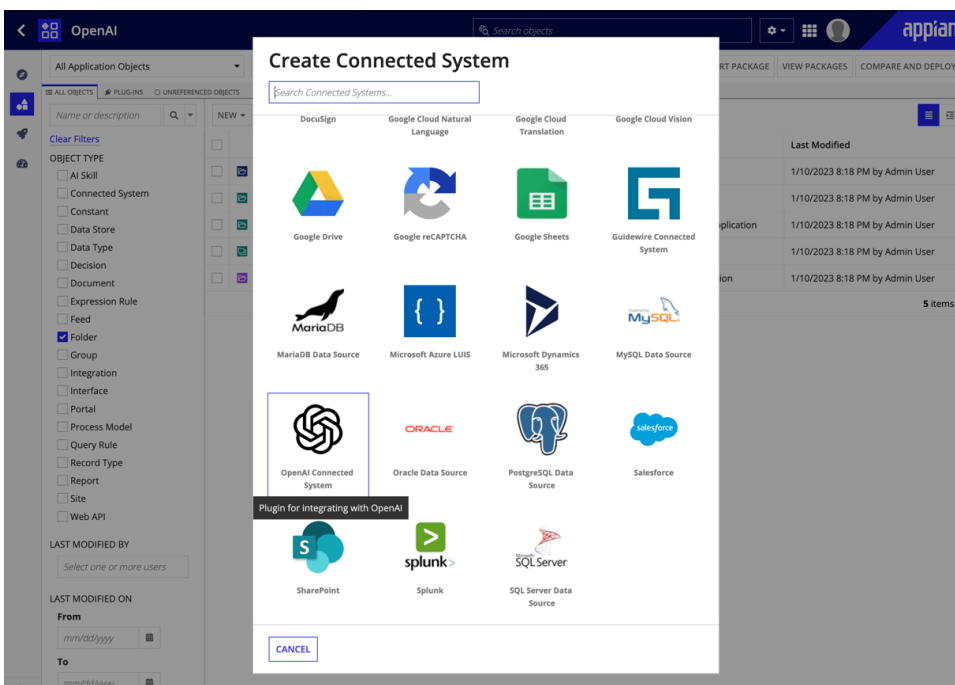 OpenAI
Search objects
appian
All Application Objects
RT PACKAGE
VIEW PACKAGES
COMPARE AND DEPLOY
ALL OBJECTS
PLUG-INS
UNREFERENCED OBJECTS
Name or description
NEW
Clear Filters
OBJECT TYPE
AI Skill
Connected System
Constant
Data Store
Data Type
Decision
Document
Expression Rule
Feed
Folder
Group
Integration
Interface
Portal
Process Model
Query Rule
Record Type
Report
Site
Web API
LAST MODIFIED BY
Select one or more users
LAST MODIFIED ON
From
mm/dd/yyyy
To
mm/dd/yyyy
Create Connected System
Search Connected Systems...
DocuSign
Google Cloud Natural
Language
Google Cloud
Translation
Google Cloud Vision
Google Drive
Google reCAPTCHA
Google Sheets
Guidewire Connected
System
MariaDB
MySQL
MariaDB Data Source
Microsoft Azure LUIS
Microsoft Dynamics
365
MySQL Data Source
ORACLE
salesforce
OpenAI Connected
System
Oracle Data Source
PostgreSQL Data
Source
Salesforce
Plugin for integrating with OpenAI
S
splunk>
SQL Server
SharePoint
Splunk
SQL Server Data
Source
CANCEL
Last Modified
1/10/2023 8:18 PM by Admin User
1/10/2023 8:18 PM by Admin User
plication
1/10/2023 8:18 PM by Admin User
1/10/2023 8:18 PM by Admin User
ion
1/10/2023 8:18 PM by Admin User
5 items